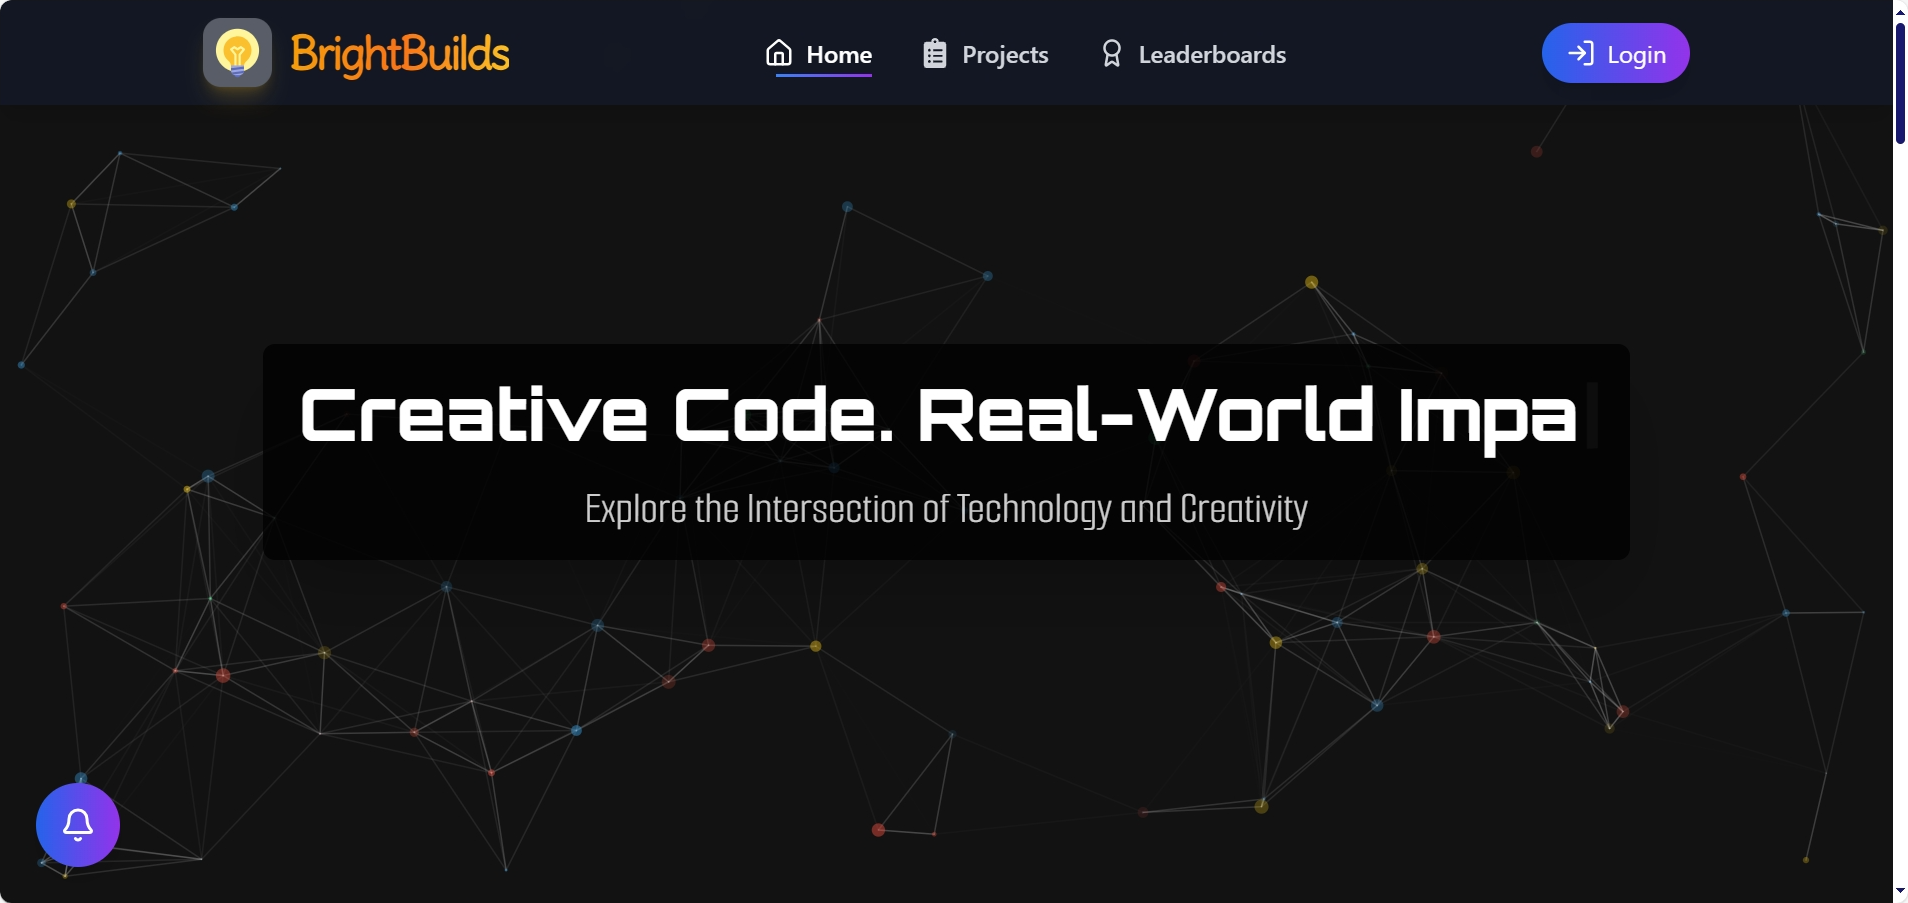 BrightBuilds
Home
Projects
Leaderboards
Login
Creative Code. Real-World Impa
Explore the Intersection of Technology and Creativity